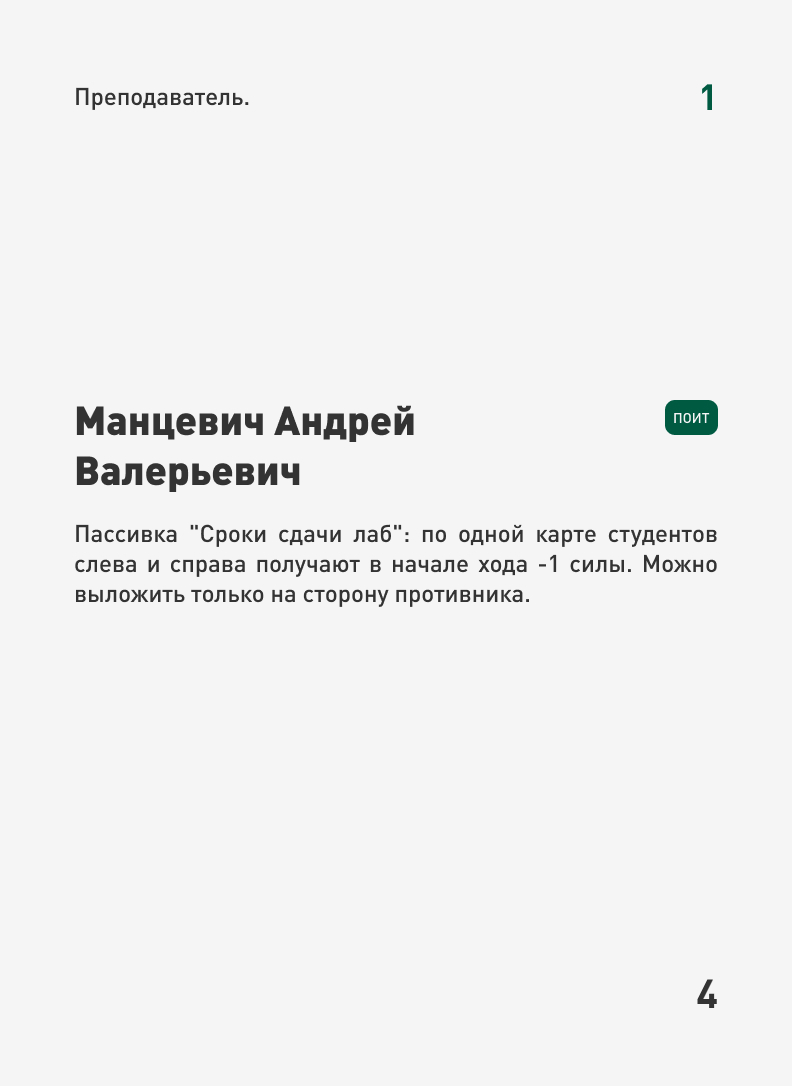 Преподаватель.
1
Манцевич Андрей
Валерьевич
ПОИТ
Пассивка "Сроки сдачи лаб": по одной карте студентов
слева и справа получают в начале хода -1 силы. Можно
выложить только на сторону противника.
4